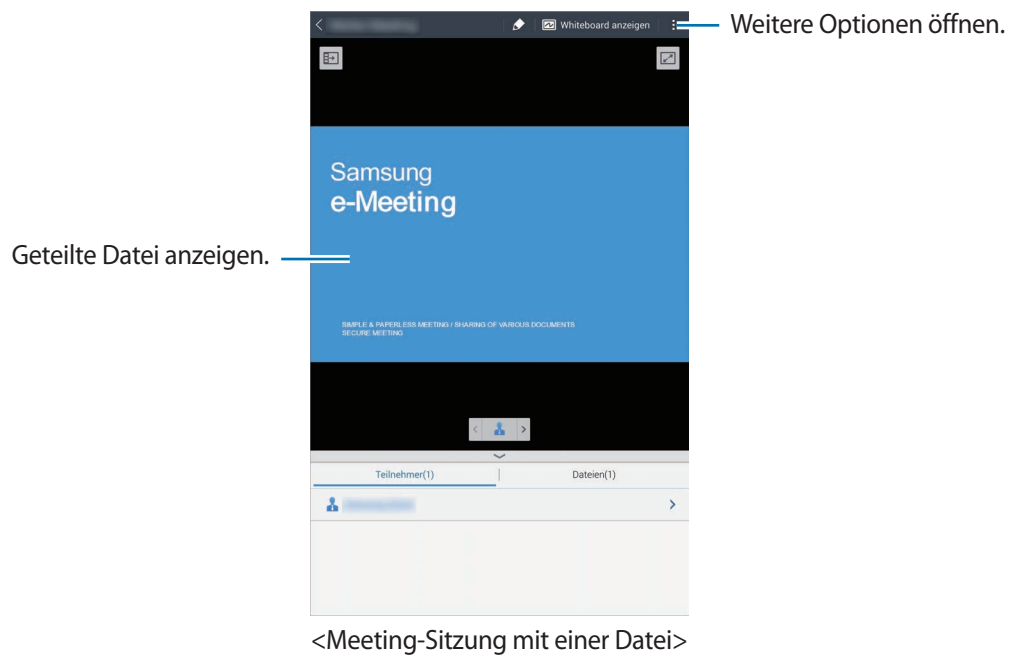 Whiteboard anzeigen
Weitere Optionen öffnen.
Samsung
e-Meeting
Geteilte Datei anzeigen.
SIMPLE & PAPERLESS MEETING / SHARING OF VARIOUS DOCUMENTS
SECURE MEETING
Teilnehmer(1)
Dateien(1)
<Meeting-Sitzung mit einer Datei>